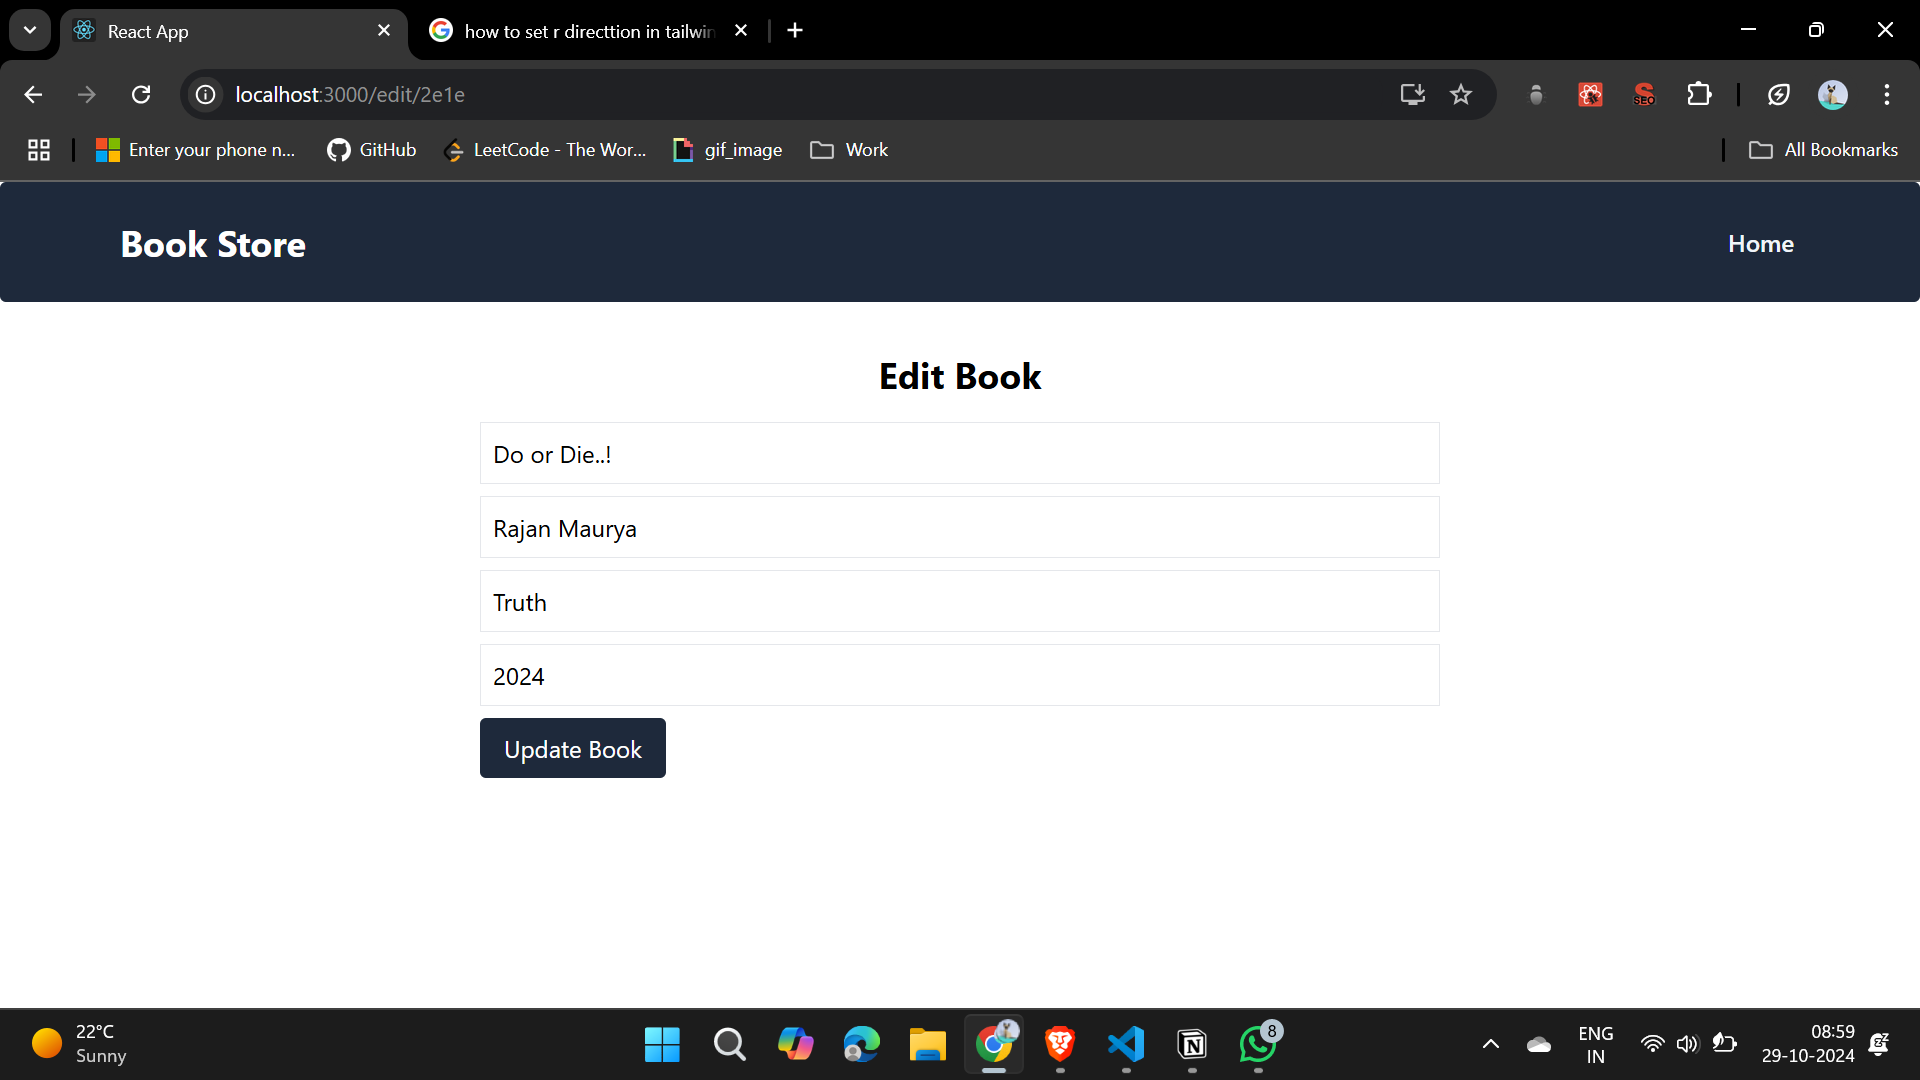 React App
how to set r directtion in tailwin
localhost:3000/edit/2e1e
SEO
Enter your phone n...
GitHub
LeetCode - The Wor...
gif_image
Work
All Bookmarks
Book Store
Home
Edit Book
Do or Die..!
Rajan Maurya
Truth
2024
Update Book
22°C
Sunny
8
ENG
IN
08:59
29-10-2024